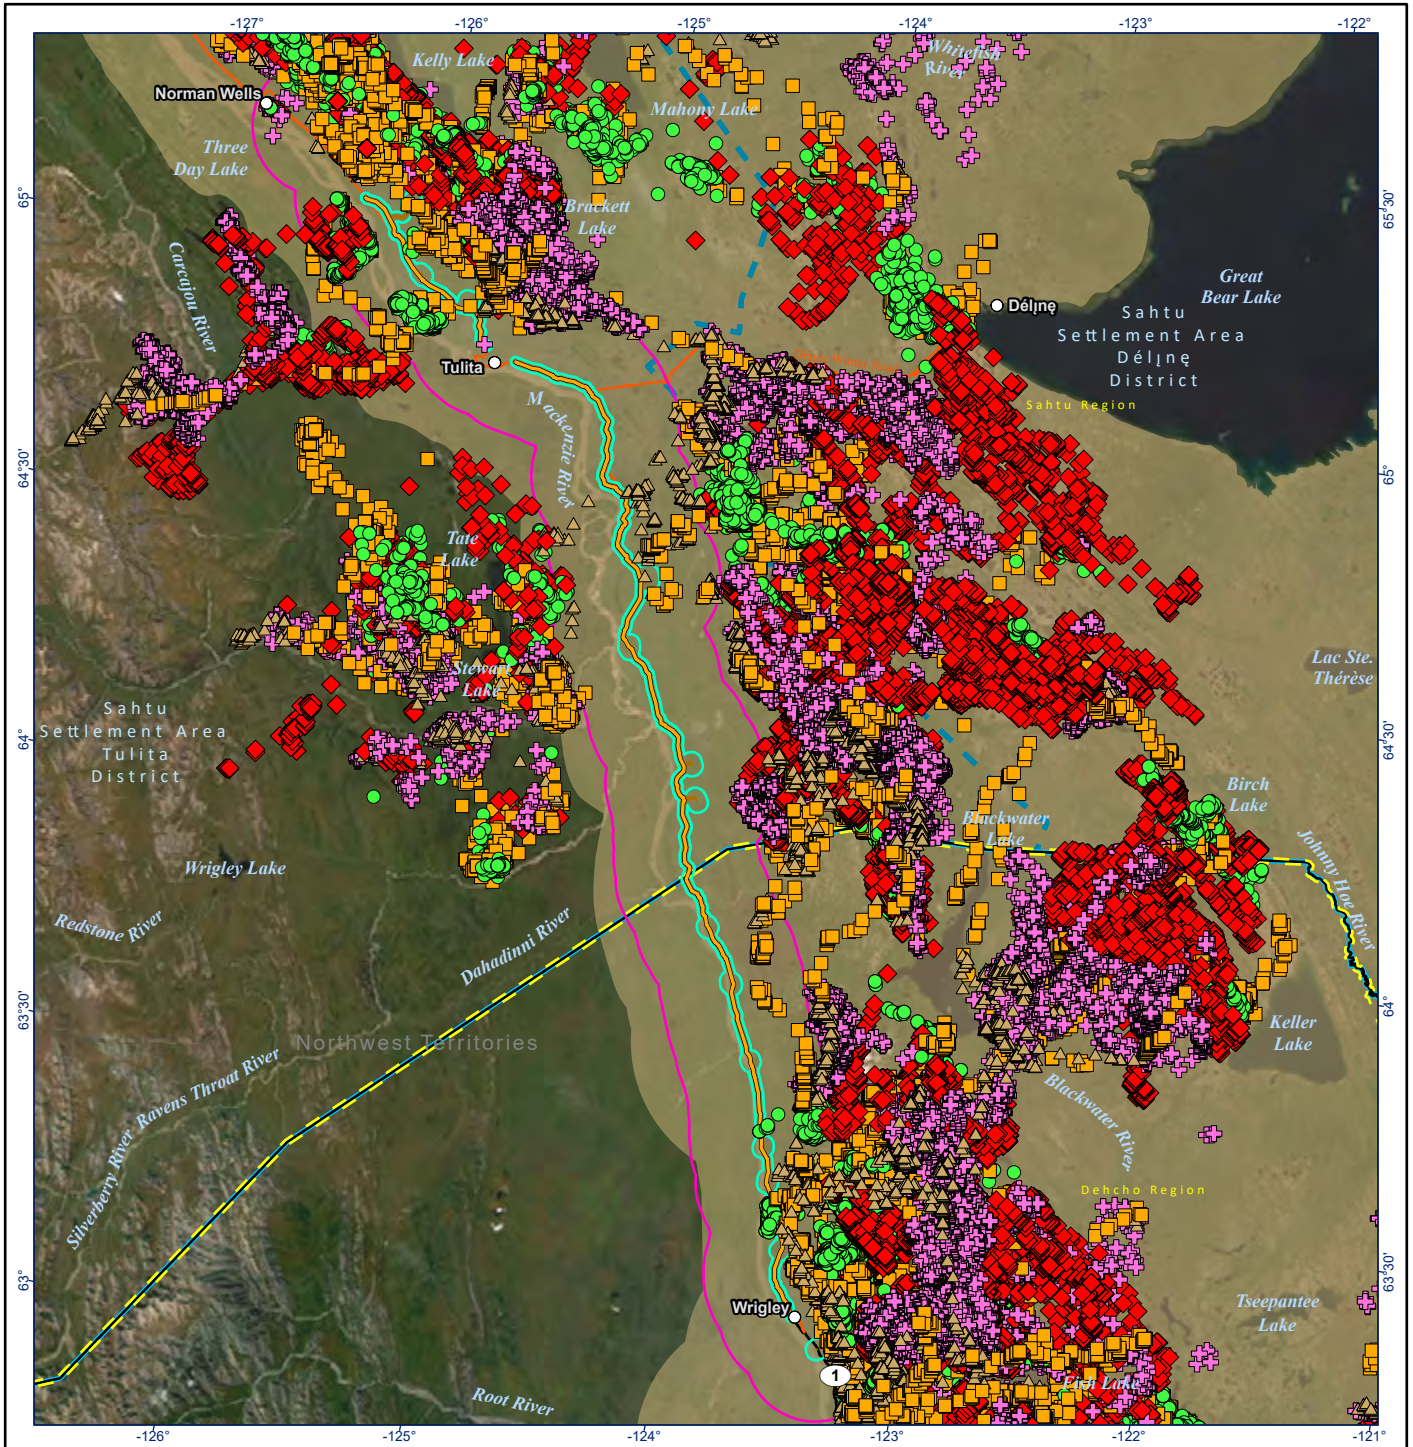 -127°
-126°
-125°
-124°
-123°
-122°
Kelly Lake
Whitefish
River
Norman Wells
Mahony Lake
Three
Day Lake
65°
65°30'
Brackett
Lake
Carcajou River
Great
Bear Lake
Délı̨nę
Sahtu
Settlement Area
Délı̨nę
District
Tulita
Sahtu Region
Mackenzie River
64°30'
65°
Tate
Lake
Stewart
Lake
Lac Ste.
Thérèse
Sahtu
Settlement Area
Tulita
District
64°
64°30'
Birch
Lake
Blackwater
Lake
Johnny Hoe River
Wrigley Lake
Redstone River
Dahadinni River
63°30'
64°
Keller
Lake
Northwest Territories
Ravens Throat River
Blackwater River
Silverberry River
Dehcho Region
63°
63°30'
Wrigley
Tseepantee
Lake
1
Fish Lake
Root River
-126°
-125°
-124°
-123°
-122°
-121°